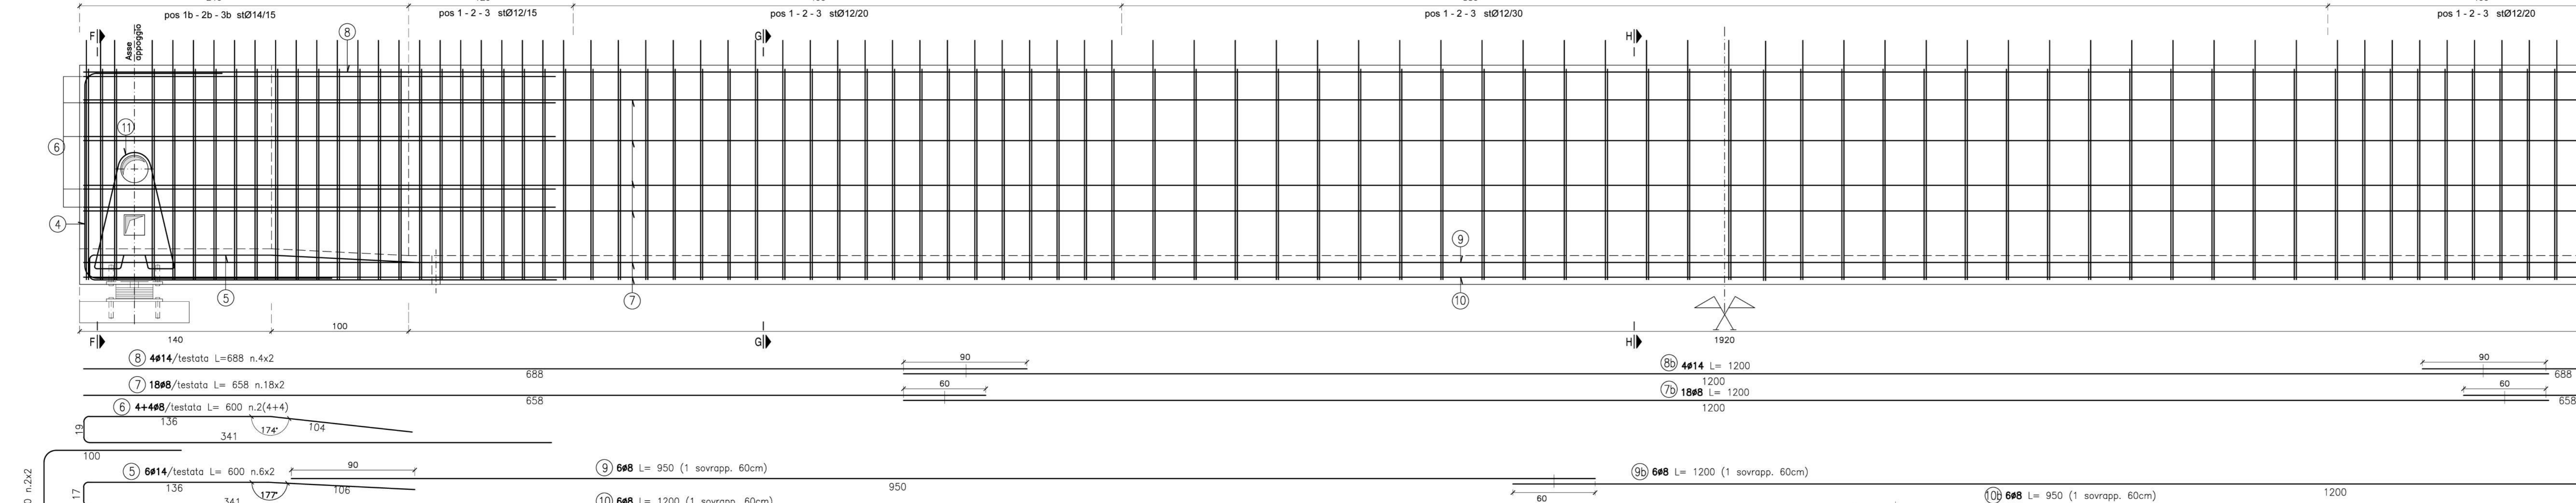 pos 1b - 2b - 3b stØ14/15
pos 1 - 2 - 3 stØ12/15
pos 1 - 2 - 3 stØ12/20
pos 1 - 2 - 3 stØ12/30
pos 1 - 2 - 3 stØ12/20
F
Asse
appoggio
8
G
H
11
6
4
9
5
7
10
100
140
1920
F
G
H
8 4ø14/testata L=688 n.4x2
688
90
8b 4ø14 L= 1200
1200
90
688
7 18ø8/testata L= 658 n.18x2
658
60
7b 18ø8 L= 1200
1200
60
658
6 4+4ø8/testata L= 600 n.2(4+4)
136
174°
104
19
341
100
5 6ø14/testata L= 600 n.6x2
90
136
177°
106
17
341
n.2x2
9 6ø8 L= 950 (1 sovrapp. 60cm)
950
9b 6ø8 L= 1200 (1 sovrapp. 60cm)
1200
10 6ø8 L= 1200 (1 sovrapp. 60cm)
60
10b 6ø8 L= 950 (1 sovrapp. 60cm)